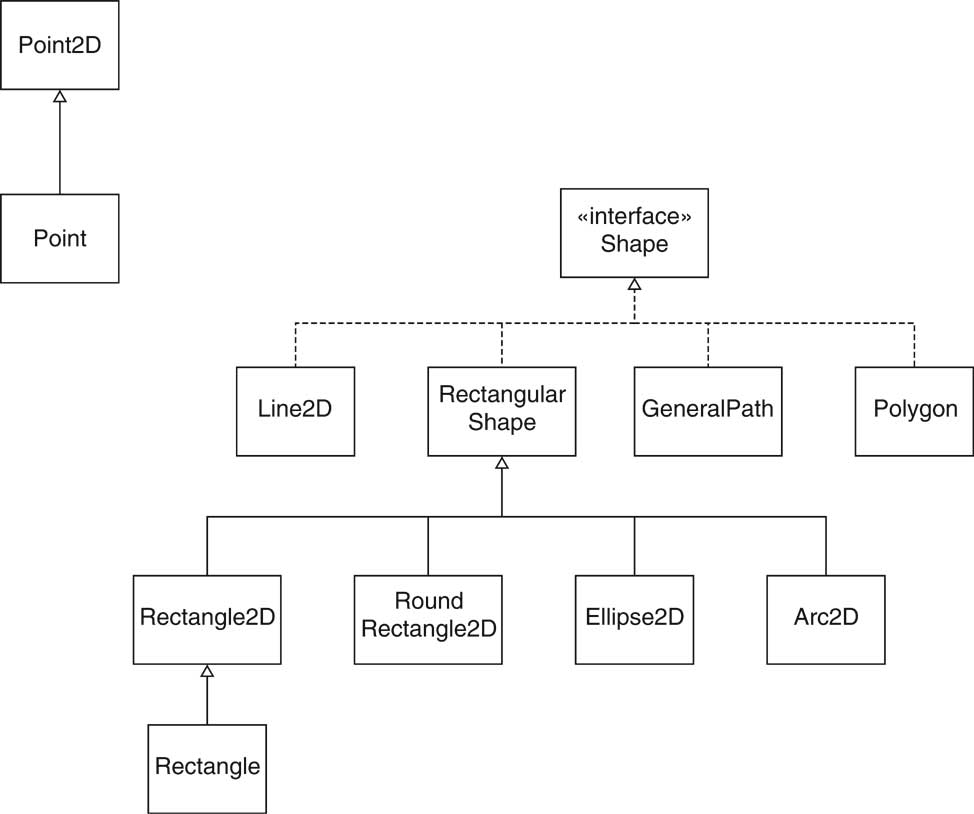 Point2D
Point
«interface»
Shape
Line2D
Rectangular
Shape
GeneralPath
Polygon
Rectangle2D
Round
Rectangle2D
Ellipse2D
Arc2D
Rectangle